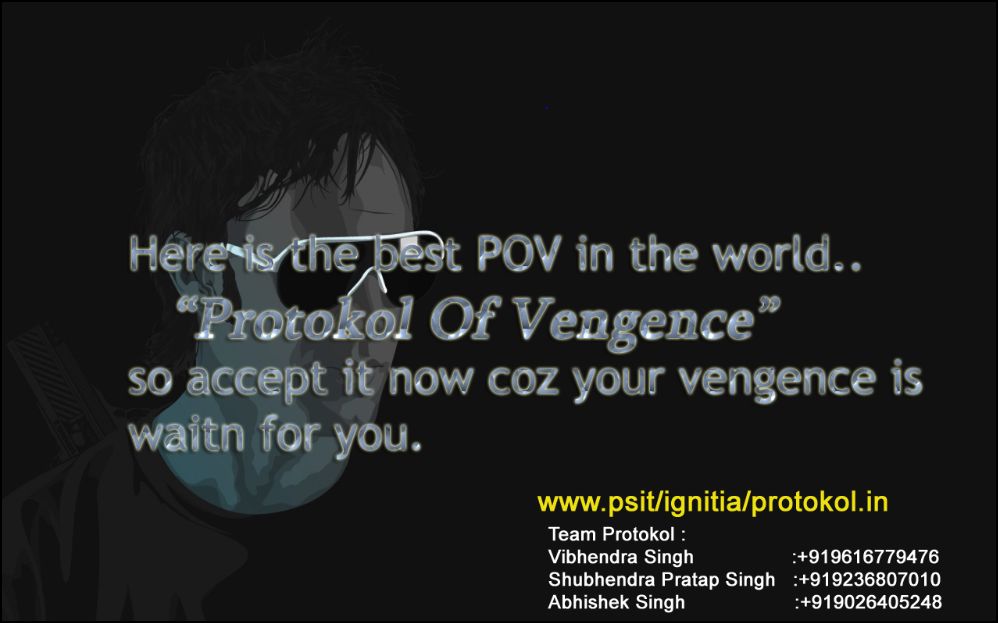 Here is the best POV in the world..
“Protokol Of Vengence”
so accept it now coz your vengence is
waitn for you.
www.psit/ignitia/protokol.in
Team Protokol :
Vibhendra Singh :+919616779476
Shubhendra Pratap Singh :+919236807010
Abhishek Singh :+919026405248